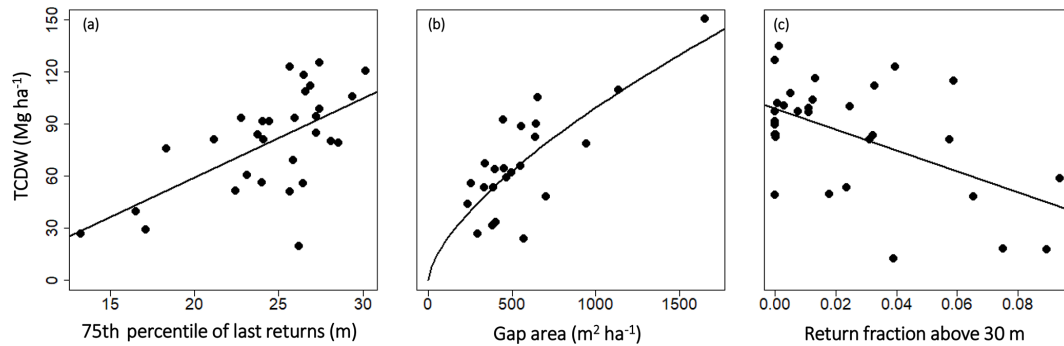 (a)
(b)
(c)
TCDW (Mg ha⁻¹)
150
120
90
60
30
0
15 20 25 30
0 500 1000 1500
0.00 0.02 0.04 0.06 0.08
75th percentile of last returns (m)
Gap area (m² ha⁻¹)
Return fraction above 30 m